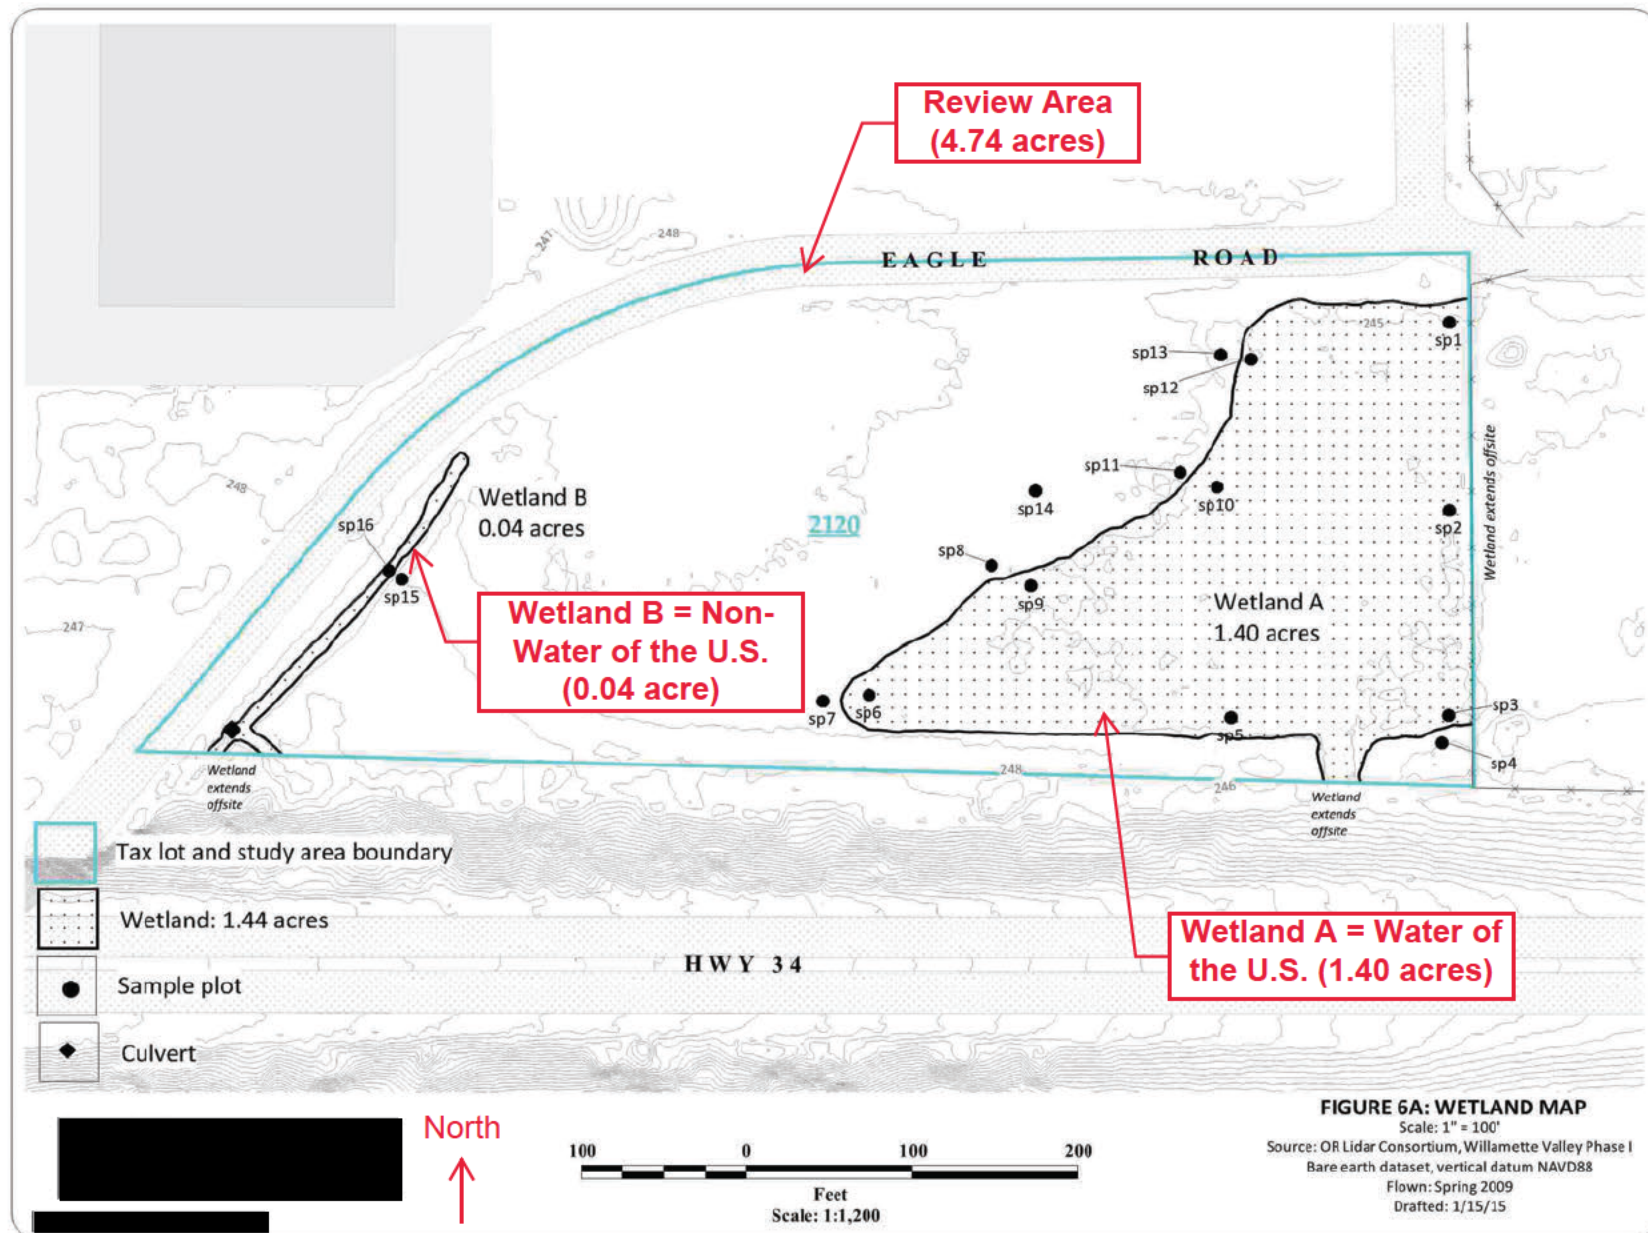 Review Area
(4.74 acres)
247
248
EAGLE ROAD
245
sp1
sp13
sp12
sp11
sp10
sp14
sp2
Wetland extends offsite
248
Wetland B
0.04 acres
2120
sp16
sp15
sp8
sp9
Wetland A
1.40 acres
Wetland B = Non-
Water of the U.S.
(0.04 acre)
247
sp7
sp6
sp5
sp3
sp4
Wetland
extends
offsite
248
246
Wetland
extends
offsite
Tax lot and study area boundary
Wetland: 1.44 acres
Wetland A = Water of
the U.S. (1.40 acres)
HWY 34
Sample plot
Culvert
North
100 0 100 200
Feet
Scale: 1:1,200
FIGURE 6A: WETLAND MAP
Scale: 1" = 100'
Source: OR Lidar Consortium, Willamette Valley Phase I
Bare earth dataset, vertical datum NAVD88
Flown: Spring 2009
Drafted: 1/15/15